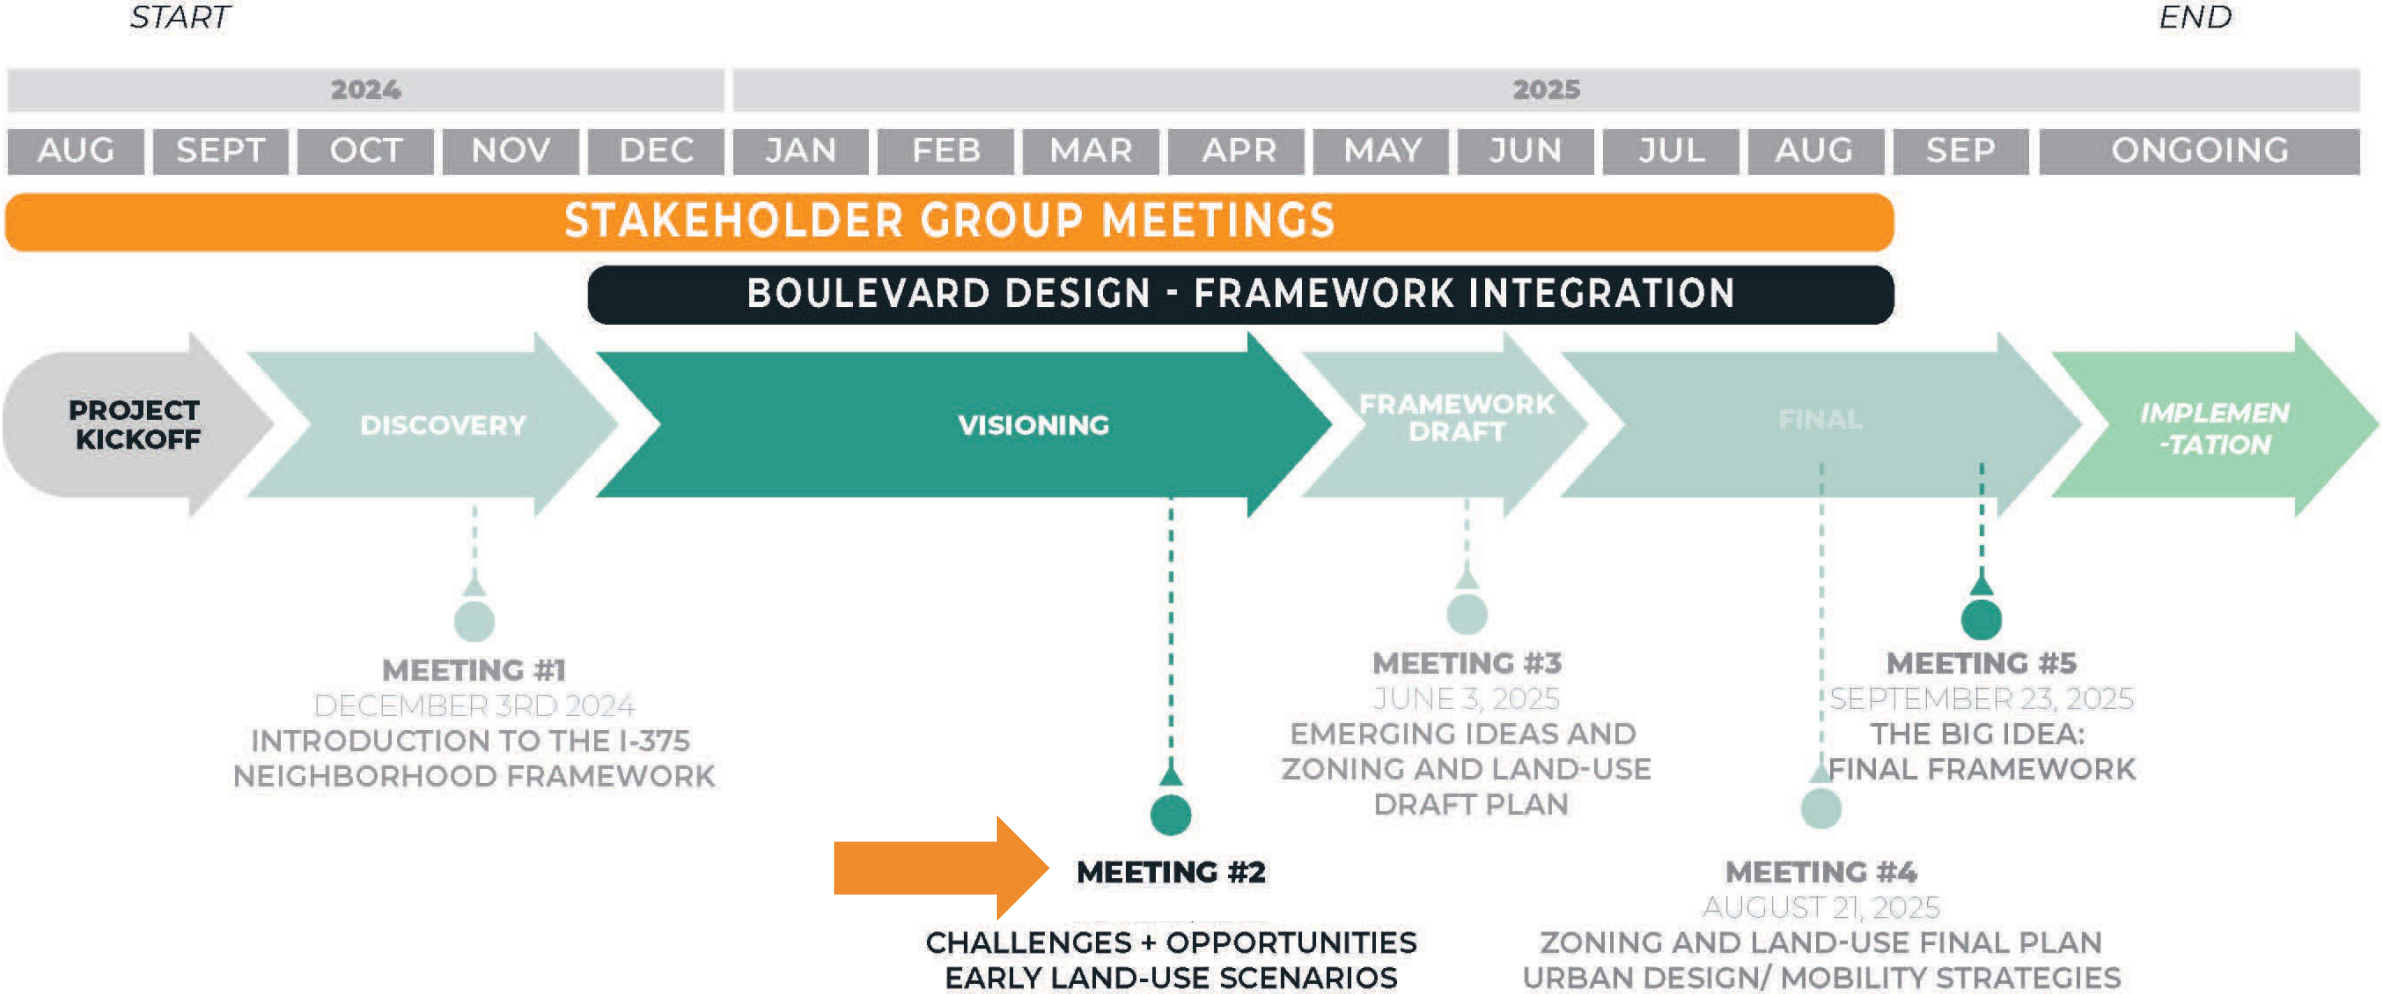 START
END
2024
2025
AUG SEPT OCT NOV DEC JAN FEB MAR APR MAY JUN JUL AUG SEP ONGOING
STAKEHOLDER GROUP MEETINGS
BOULEVARD DESIGN - FRAMEWORK INTEGRATION
PROJECT
KICKOFF
DISCOVERY
VISIONING
FRAMEWORK
DRAFT
FINAL
IMPLEMEN
-TATION
MEETING #1
DECEMBER 3RD 2024
INTRODUCTION TO THE I-375
NEIGHBORHOOD FRAMEWORK
MEETING #2
CHALLENGES + OPPORTUNITIES
EARLY LAND-USE SCENARIOS
MEETING #3
JUNE 3, 2025
EMERGING IDEAS AND
ZONING AND LAND-USE
DRAFT PLAN
MEETING #4
AUGUST 21, 2025
ZONING AND LAND-USE FINAL PLAN
URBAN DESIGN/ MOBILITY STRATEGIES
MEETING #5
SEPTEMBER 23, 2025
THE BIG IDEA:
FINAL FRAMEWORK